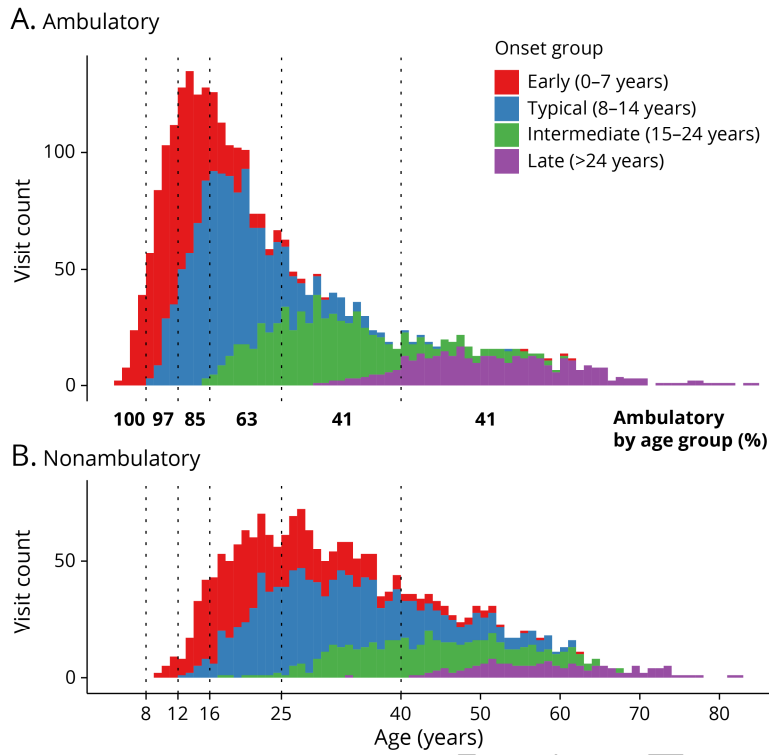 A. Ambulatory
Onset group
Early (0–7 years)
Typical (8–14 years)
Intermediate (15–24 years)
Late (>24 years)
Visit count
100
50
0
100 97 85 63 41 41 Ambulatory
by age group (%)
B. Nonambulatory
Visit count
50
0
8 12 16 25 40 50 60 70 80
Age (years)